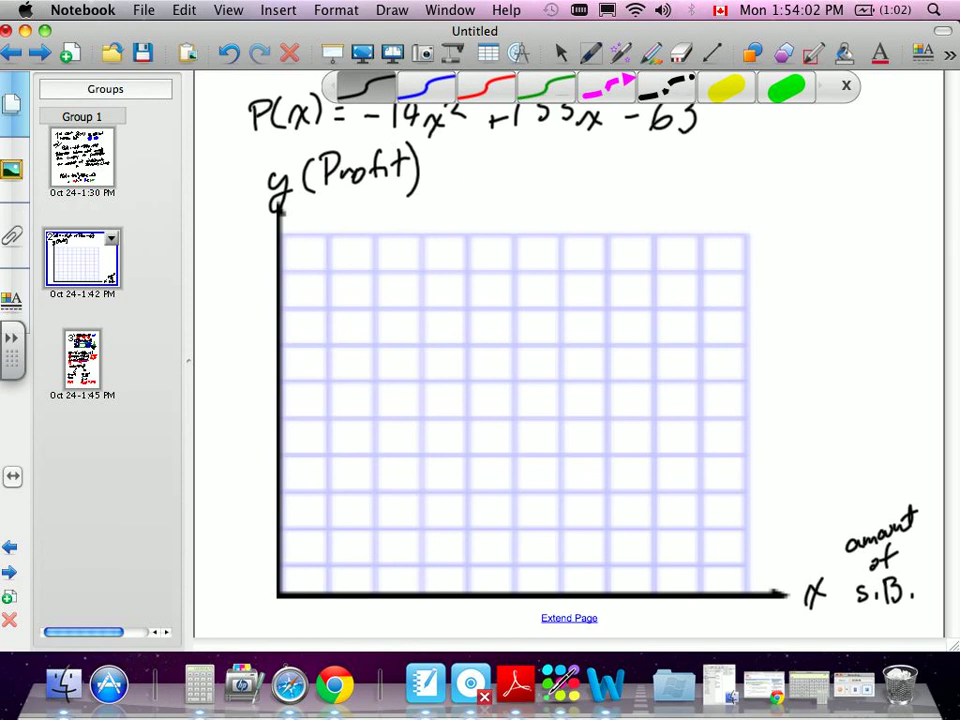 Notebook File Edit View Insert Format Draw Window Help Mon 1:54:02 PM (1:02)
Untitled
Groups
Group 1
Oct 24-1:30 PM
Oct 24-1:42 PM
Oct 24-1:45 PM
x
P(x) = -14x² +133x - 63
y (Profit)
amount
of
x s.B.
Extend Page